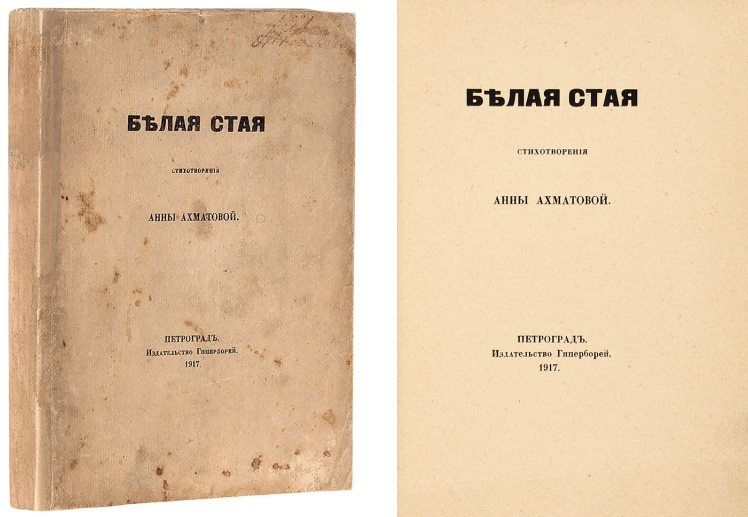 БѢЛАЯ СТАЯ
СТИХОТВОРЕНІЯ
АННЫ АХМАТОВОЙ.
ПЕТРОГРАДЪ.
Издательство Гиперборей.
1917.
БѢЛАЯ СТАЯ
СТИХОТВОРЕНІЯ
АННЫ АХМАТОВОЙ.
ПЕТРОГРАДЪ.
Издательство Гиперборей.
1917.